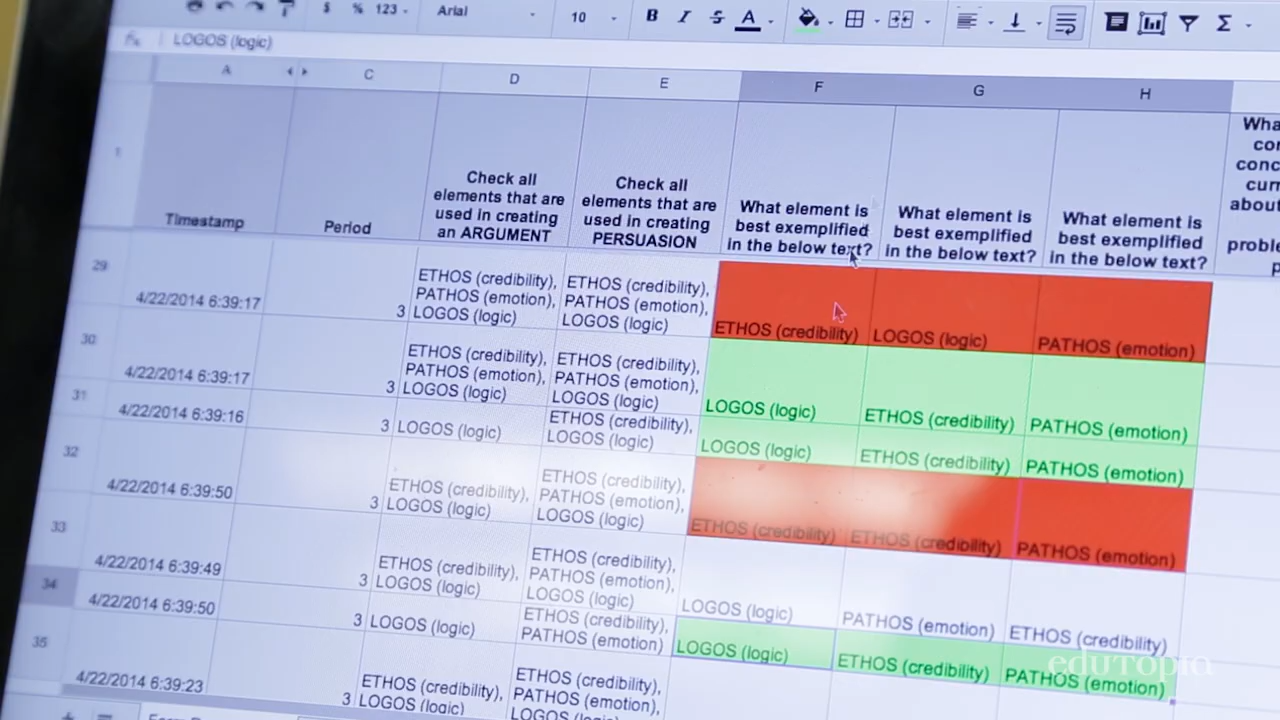 $ % 123 Arial 10 B I S A Σ
fx LOGOS (logic)
A C D E F G H
1
Timestamp
Period
Check all
elements that are
used in creating
an ARGUMENT
Check all
elements that are
used in creating
PERSUASION
What element is
best exemplified
in the below text?
What element is
best exemplified
in the below text?
What element is
best exemplified
in the below text?
about
29
4/22/2014 6:39:17
3
ETHOS (credibility),
PATHOS (emotion),
LOGOS (logic)
ETHOS (credibility),
PATHOS (emotion),
LOGOS (logic)
ETHOS (credibility)
LOGOS (logic)
PATHOS (emotion)
30
4/22/2014 6:39:17
3
ETHOS (credibility),
PATHOS (emotion),
LOGOS (logic)
ETHOS (credibility),
PATHOS (emotion),
LOGOS (logic)
LOGOS (logic)
ETHOS (credibility)
PATHOS (emotion)
31
4/22/2014 6:39:16
3
LOGOS (logic)
ETHOS (credibility),
LOGOS (logic)
LOGOS (logic)
ETHOS (credibility)
PATHOS (emotion)
32
4/22/2014 6:39:50
3
ETHOS (credibility),
LOGOS (logic)
ETHOS (credibility),
PATHOS (emotion),
LOGOS (logic)
ETHOS (credibility)
ETHOS (credibility)
PATHOS (emotion)
33
4/22/2014 6:39:49
3
ETHOS (credibility),
LOGOS (logic)
ETHOS (credibility),
PATHOS (emotion),
LOGOS (logic)
LOGOS (logic)
PATHOS (emotion)
ETHOS (credibility)
34
4/22/2014 6:39:50
3
LOGOS (logic)
ETHOS (credibility),
PATHOS (emotion)
LOGOS (logic)
ETHOS (credibility)
PATHOS (emotion)
35
4/22/2014 6:39:23
3
ETHOS (credibility),
LOGOS (logic)
ETHOS (credibility),
PATHOS (emotion),
LOGOS (logic)
edutopia